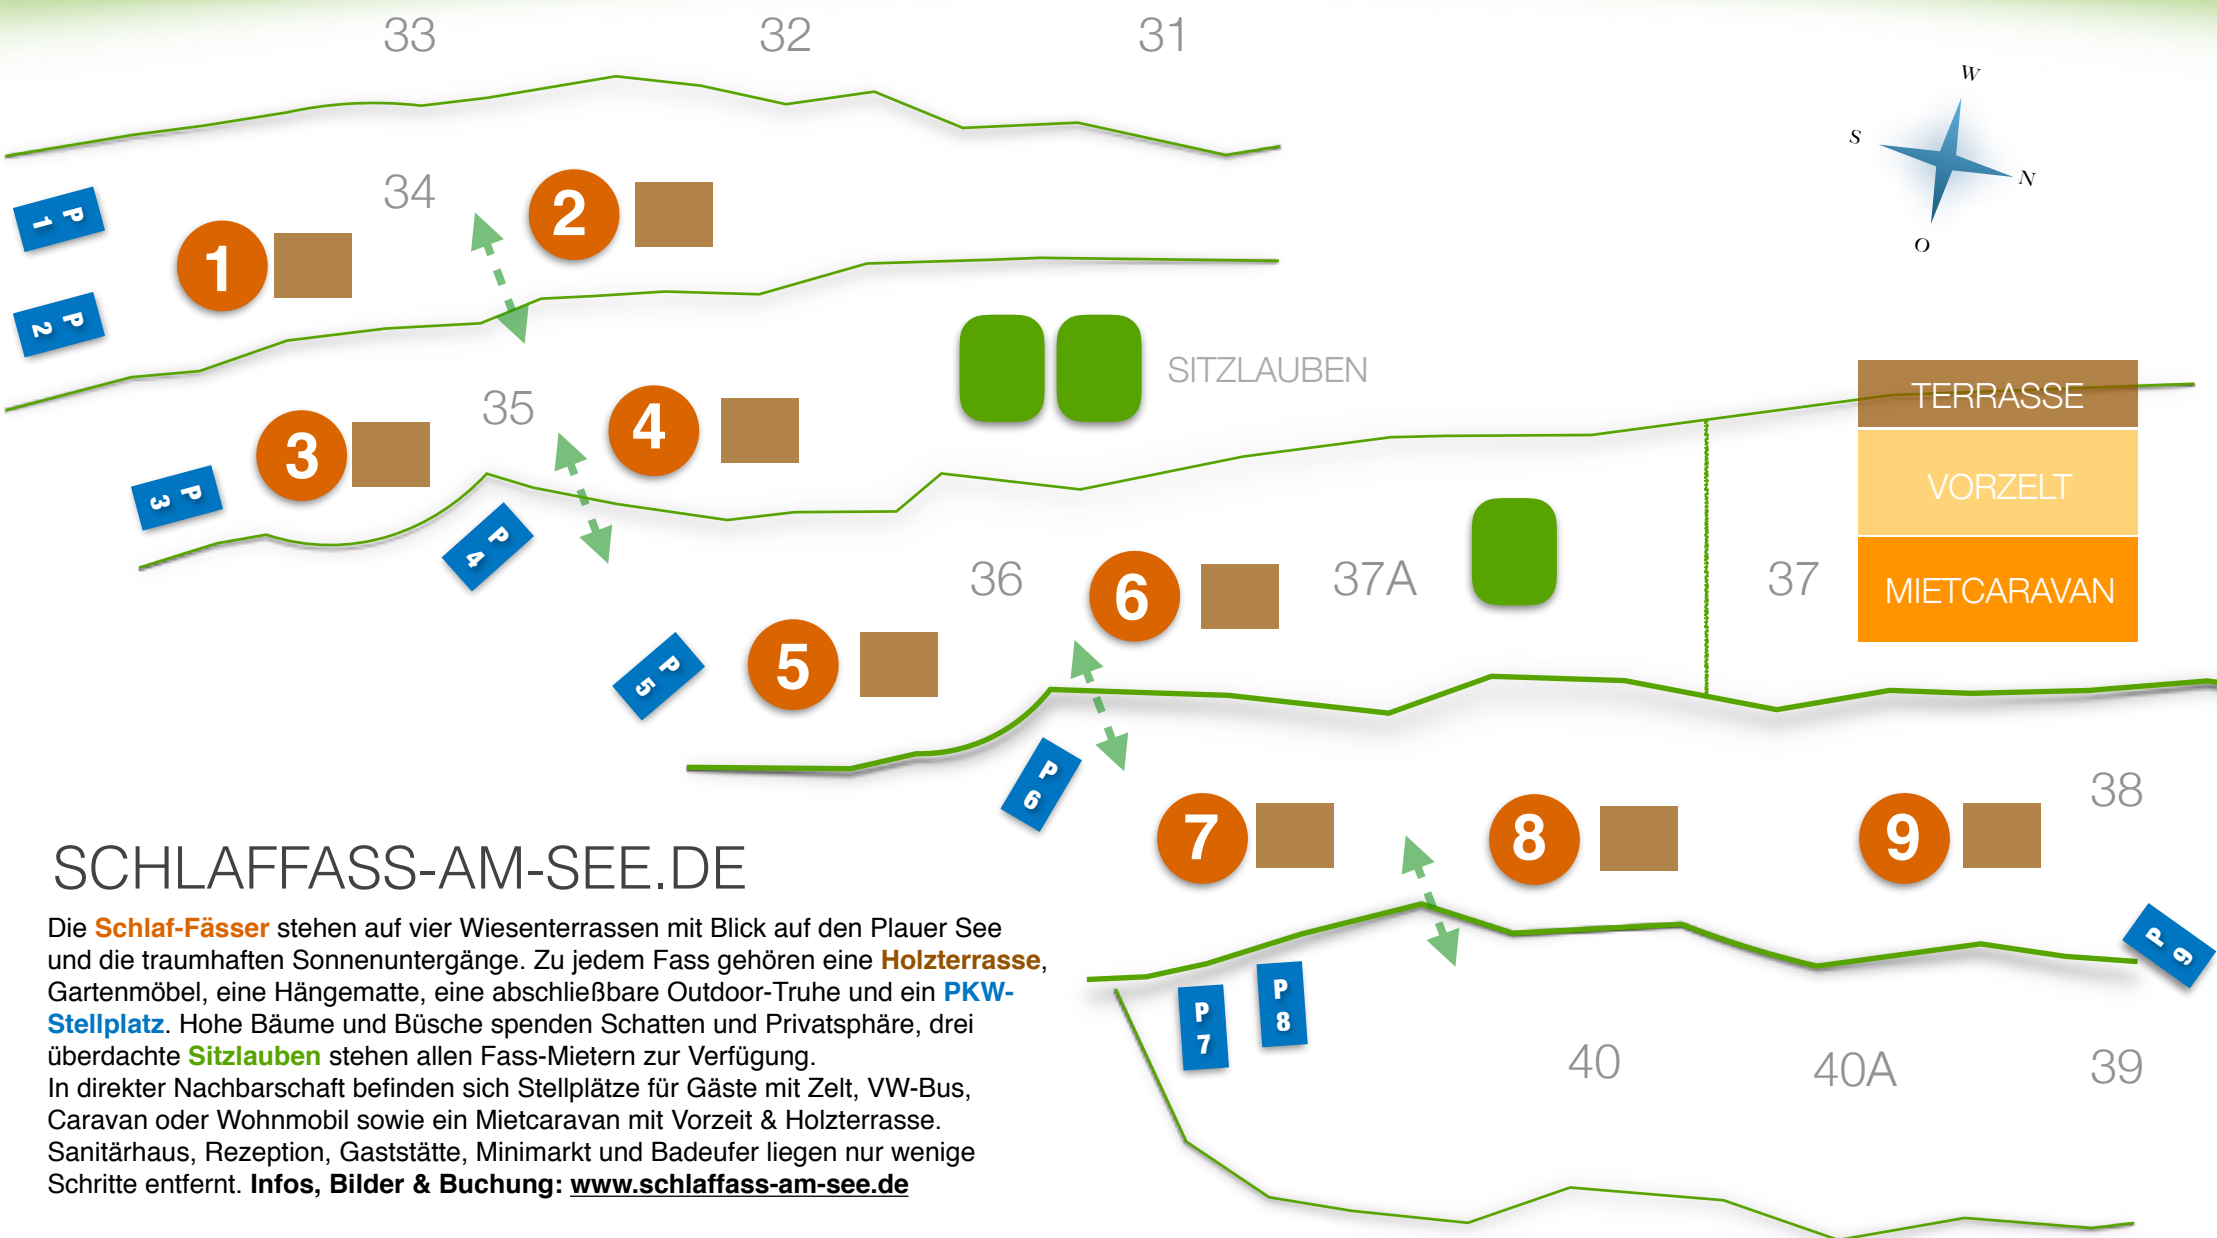 33 32 31
W
S
N
O
34
P 1
1
2
P 2
SITZLAUBEN
35
3
4
P 3
P 4
TERRASSE
VORZELT
MIETCARAVAN
36
6
37A
37
5
P 5
P 6
38
7
8
9
P 9
P 7
P 8
40
40A
39
SCHLAFFASS-AM-SEE.DE
Die Schlaf-Fässer stehen auf vier Wiesenterrassen mit Blick auf den Plauer See
und die traumhaften Sonnenuntergänge. Zu jedem Fass gehören eine Holzterrasse,
Gartenmöbel, eine Hängematte, eine abschließbare Outdoor-Truhe und ein PKW-
Stellplatz. Hohe Bäume und Büsche spenden Schatten und Privatsphäre, drei
überdachte Sitzlauben stehen allen Fass-Mietern zur Verfügung.
In direkter Nachbarschaft befinden sich Stellplätze für Gäste mit Zelt, VW-Bus,
Caravan oder Wohnmobil sowie ein Mietcaravan mit Vorzeit & Holzterrasse.
Sanitärhaus, Rezeption, Gaststätte, Minimarkt und Badeufer liegen nur wenige
Schritte entfernt. Infos, Bilder & Buchung: www.schlaffass-am-see.de